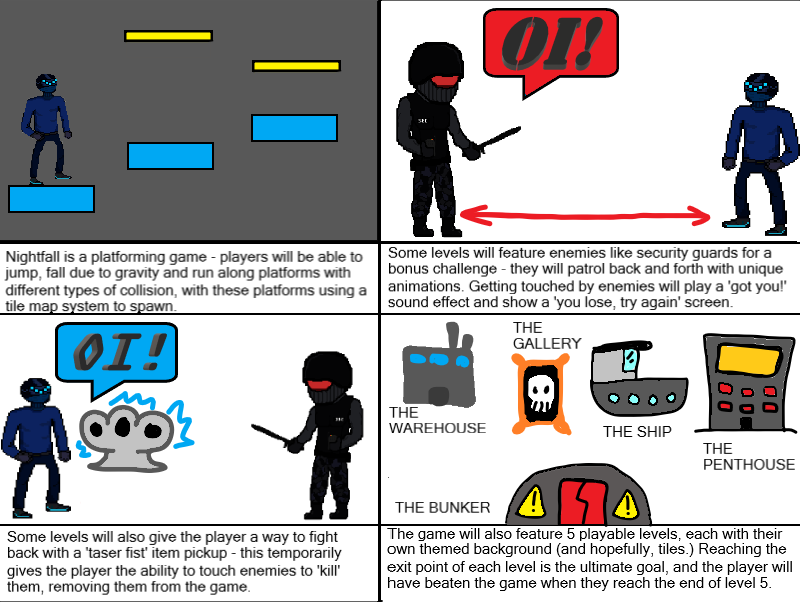 OI!
Nightfall is a platforming game - players will be able to
jump, fall due to gravity and run along platforms with
different types of collision, with these platforms using a
tile map system to spawn.
SEC
Some levels will feature enemies like security guards for a
bonus challenge - they will patrol back and forth with unique
animations. Getting touched by enemies will play a 'got you!'
sound effect and show a 'you lose, try again' screen.
OI!
SEC
Some levels will also give the player a way to fight
back with a 'taser fist' item pickup - this temporarily
gives the player the ability to touch enemies to 'kill'
them, removing them from the game.
THE
GALLERY
THE
WAREHOUSE
THE SHIP
THE
PENTHOUSE
THE BUNKER
The game will also feature 5 playable levels, each with their
own themed background (and hopefully, tiles.) Reaching the
exit point of each level is the ultimate goal, and the player will
have beaten the game when they reach the end of level 5.